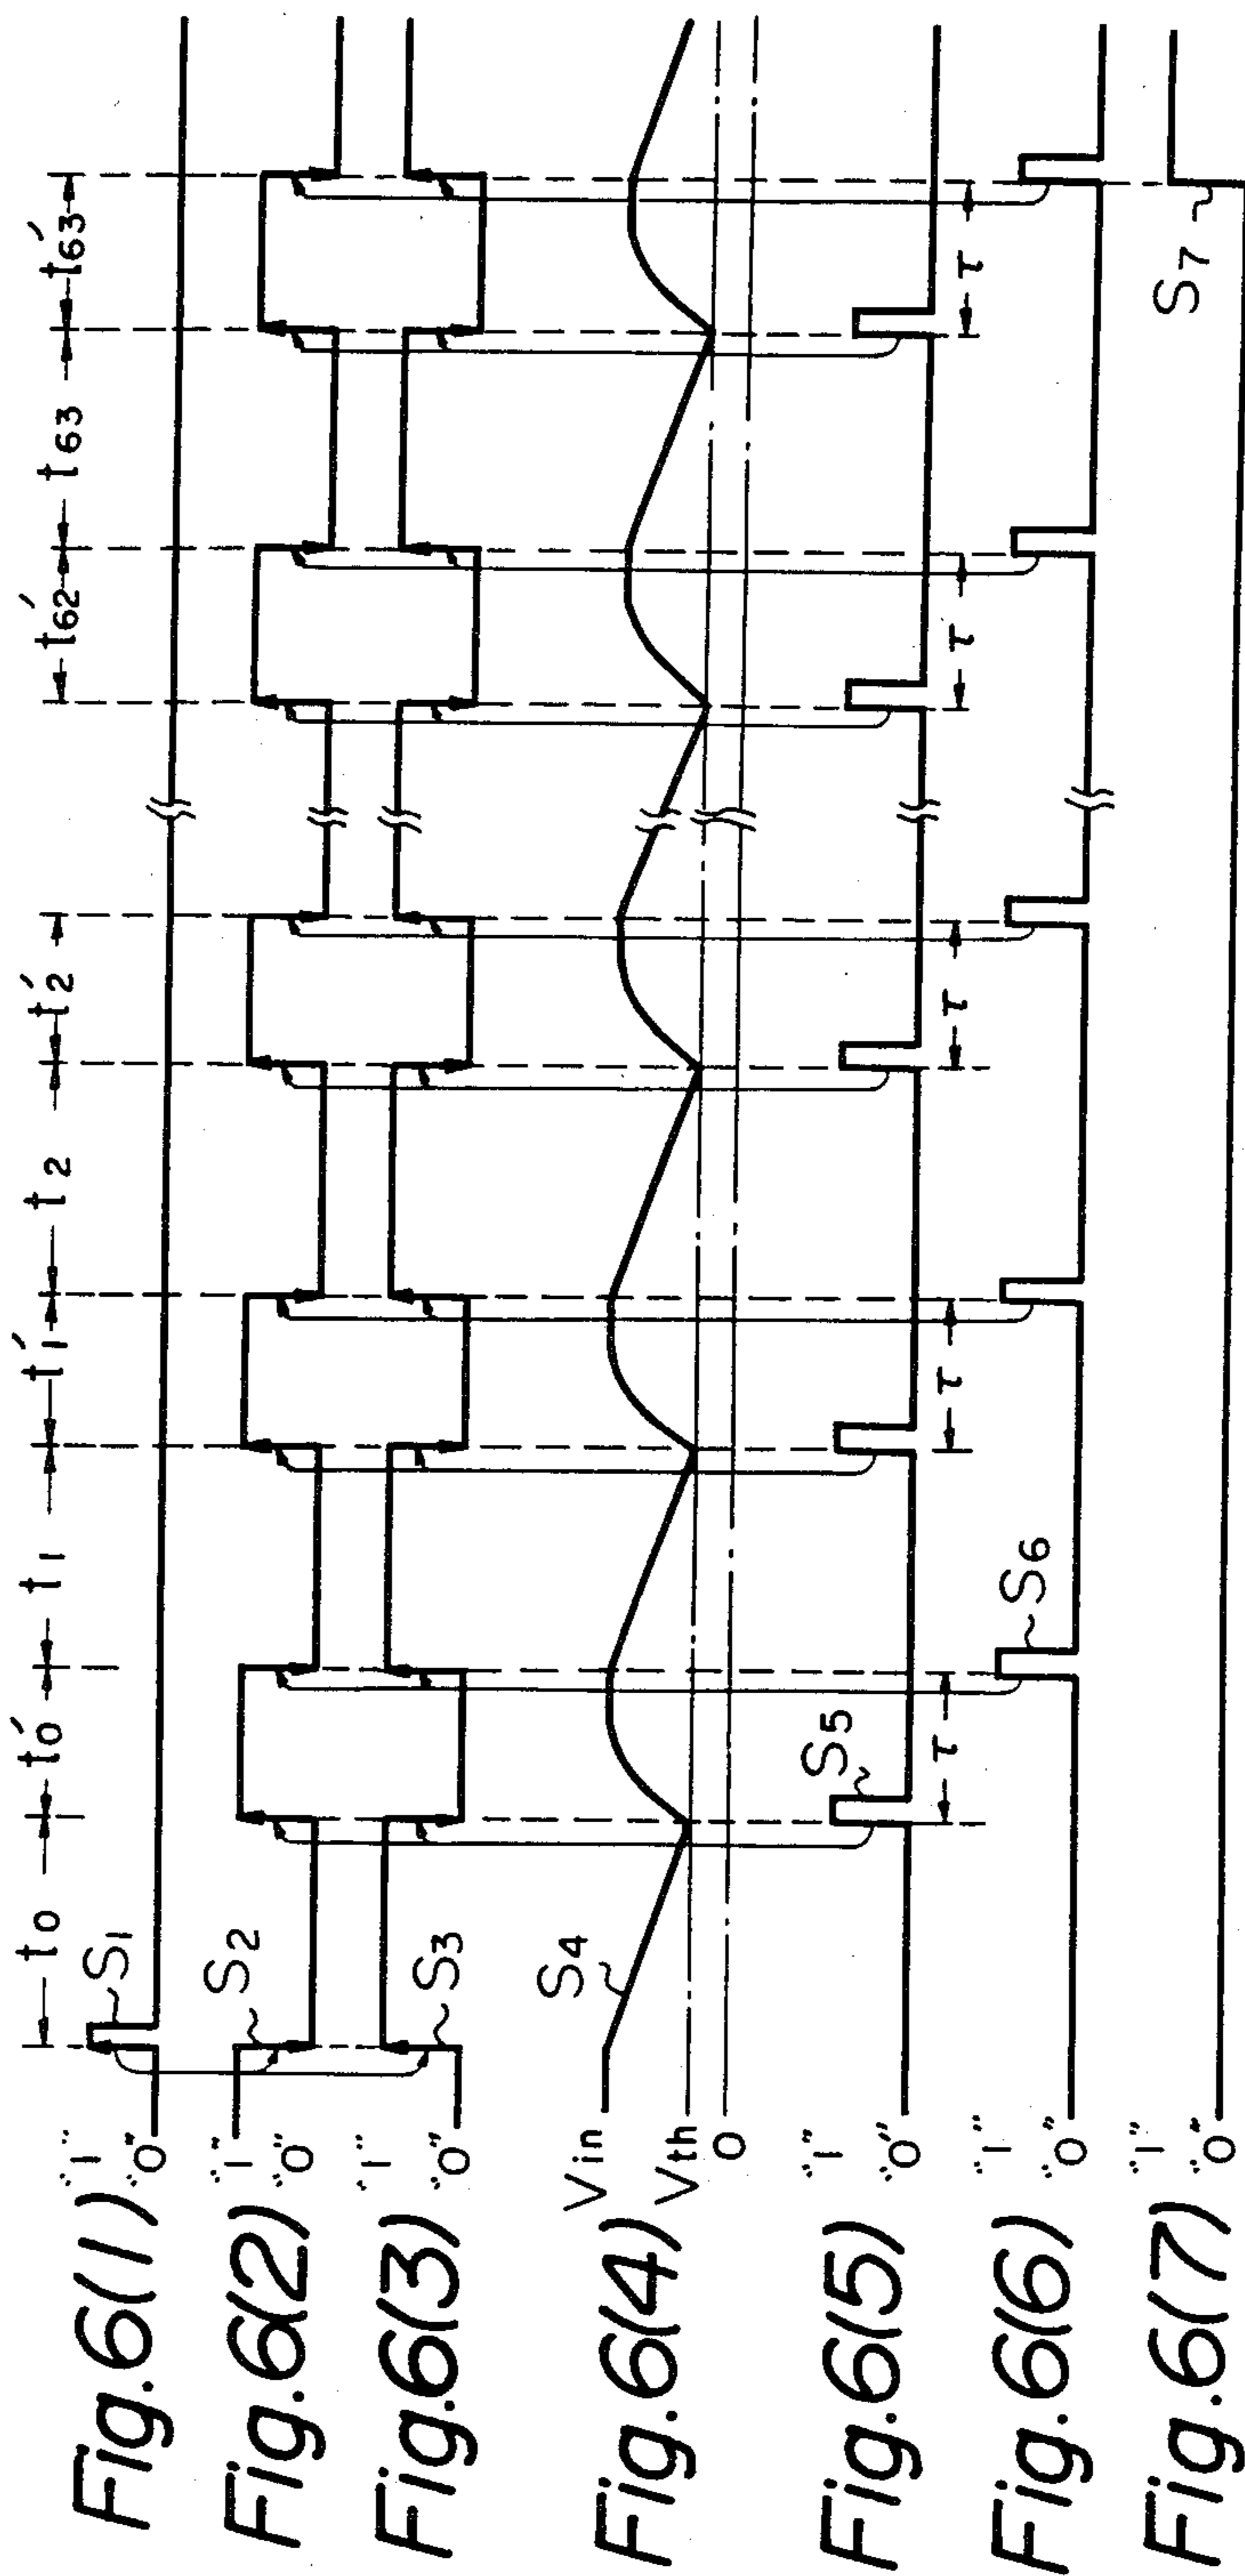 t0 t0′ t1 t1′ t2 t2′ t62′ t63 t63′
Fig.6(1) "1" "0" S1
Fig.6(2) "1" "0" S2
Fig.6(3) "1" "0" S3
Fig.6(4) Vin Vth 0 S4
Fig.6(5) "1" "0" S5
τ τ τ τ τ
Fig.6(6) "1" "0" S6
Fig.6(7) "1" "0" S7